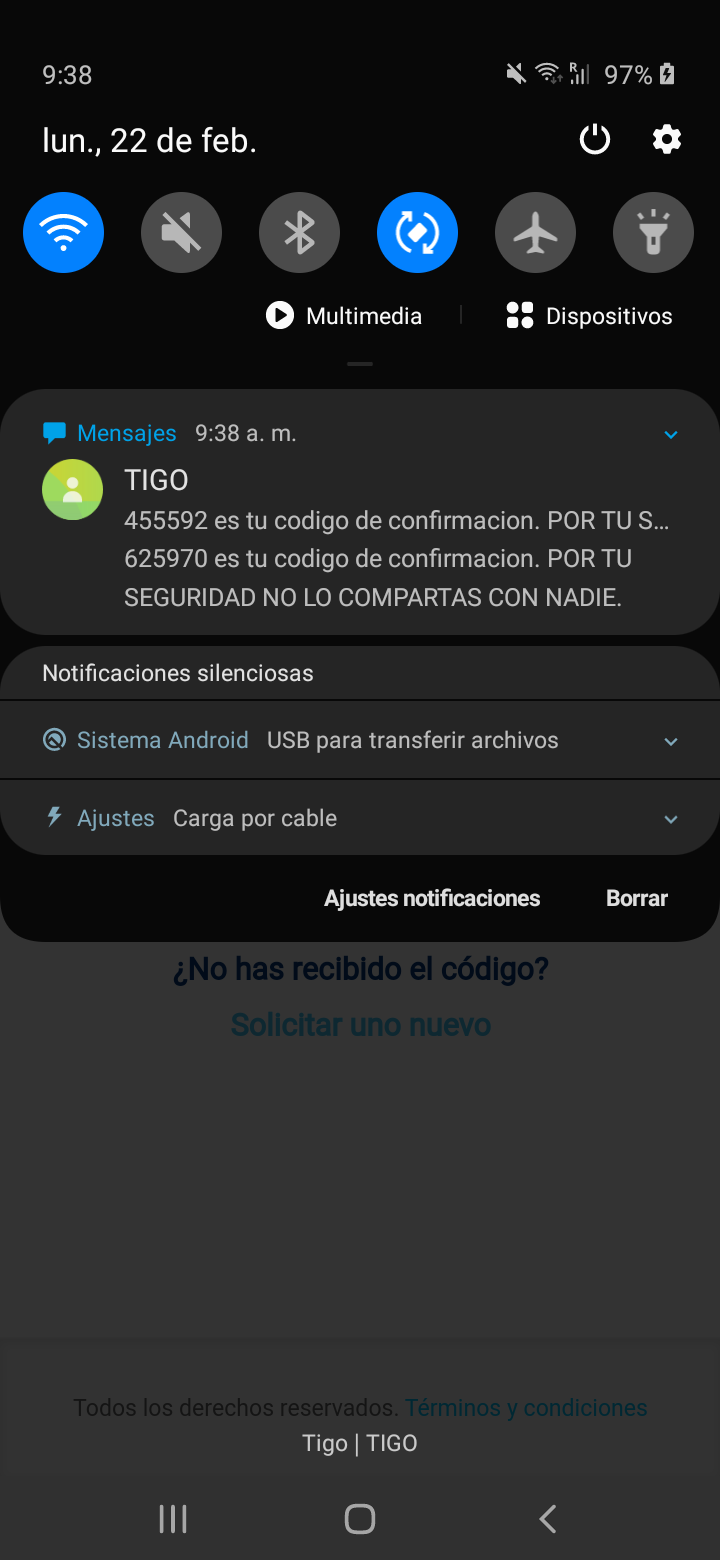 9:38
R
97%
lun., 22 de feb.
Multimedia
Dispositivos
Mensajes 9:38 a. m.
TIGO
455592 es tu codigo de confirmacion. POR TU S...
625970 es tu codigo de confirmacion. POR TU
SEGURIDAD NO LO COMPARTAS CON NADIE.
Notificaciones silenciosas
Sistema Android USB para transferir archivos
Ajustes Carga por cable
Ajustes notificaciones
Borrar
¿No has recibido el código?
Solicitar uno nuevo
Todos los derechos reservados. Términos y condiciones
Tigo | TIGO